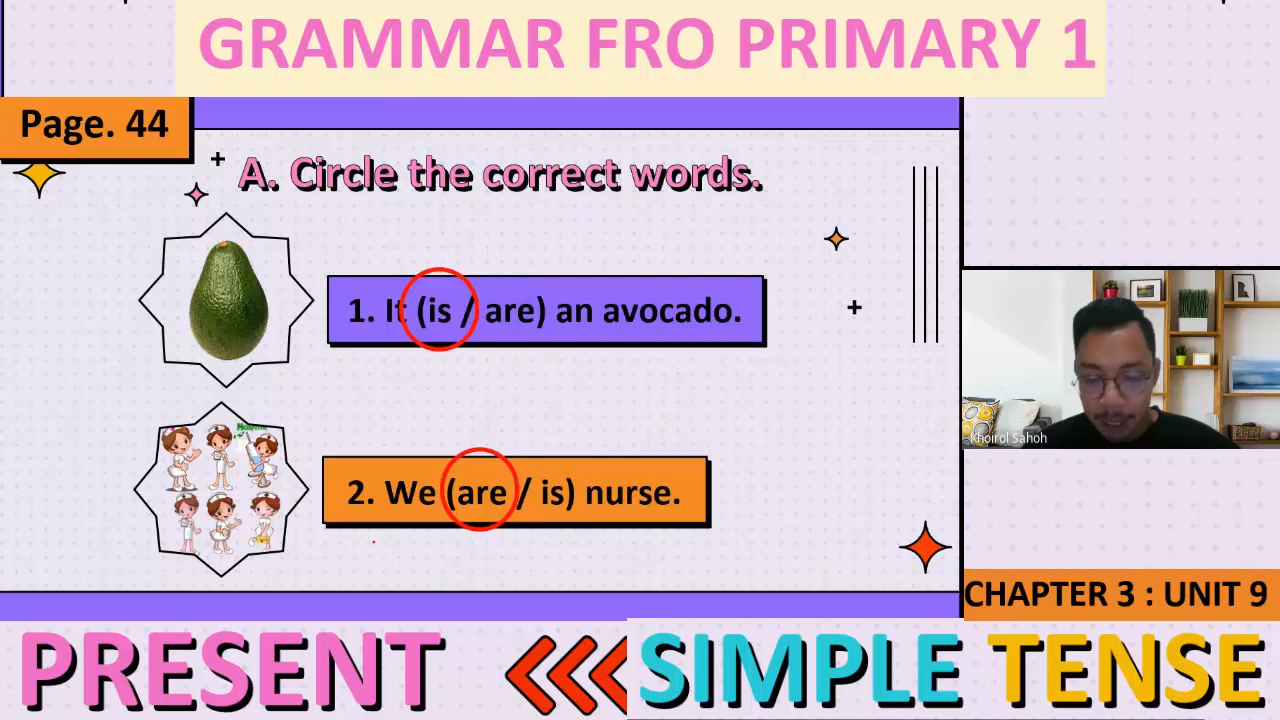 GRAMMAR FRO PRIMARY 1
Page. 44
A. Circle the correct words.
1. It (is / are) an avocado.
2. We (are / is) nurse.
Khoirol Sahoh
CHAPTER 3 : UNIT 9
PRESENT
SIMPLE TENSE